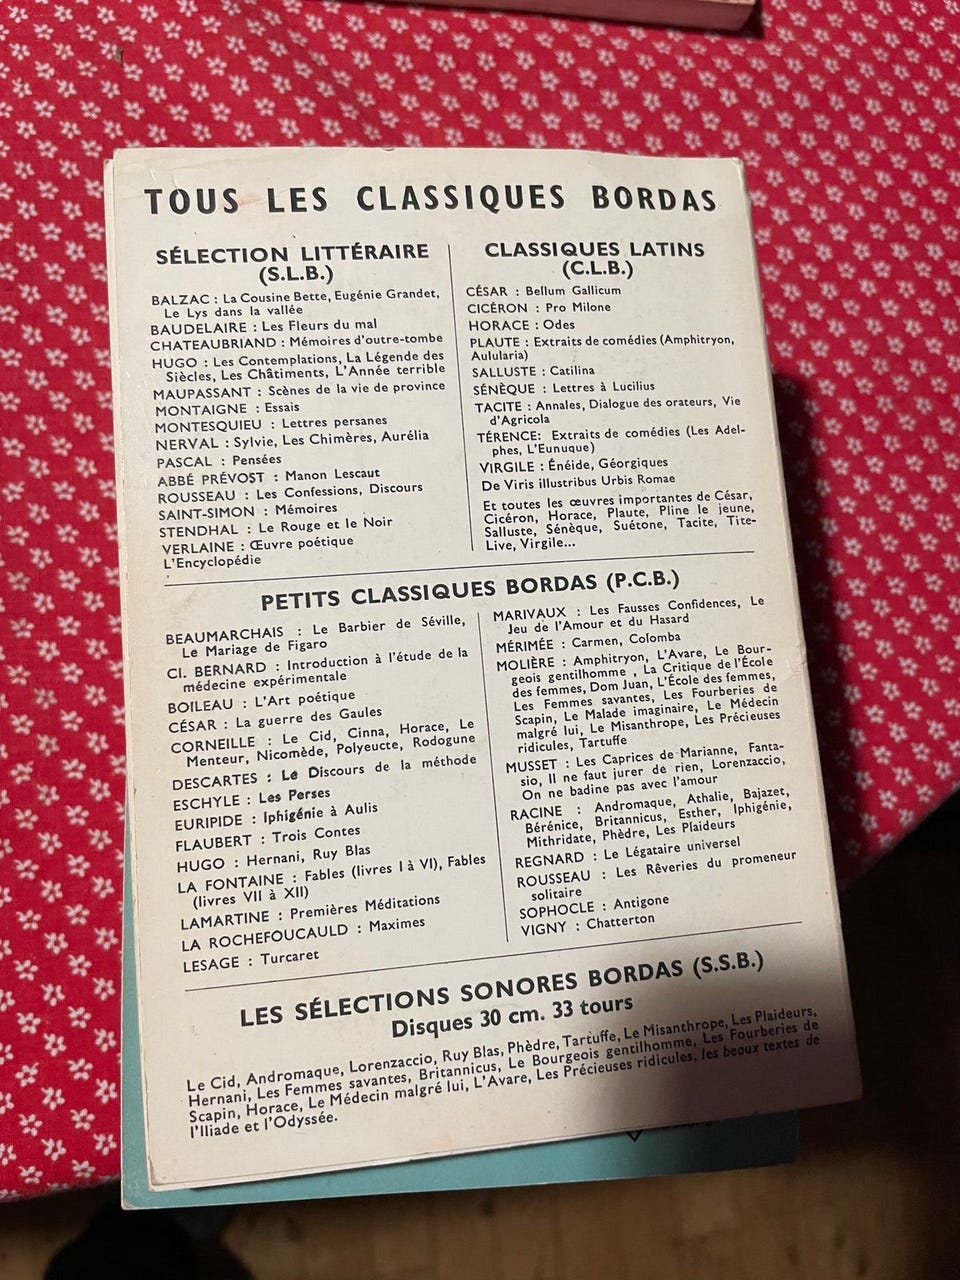 TOUS LES CLASSIQUES BORDAS
SÉLECTION LITTÉRAIRE
(S.L.B.)
BALZAC : La Cousine Bette, Eugénie Grandet,
Le Lys dans la vallée
BAUDELAIRE : Les Fleurs du mal
CHATEAUBRIAND : Mémoires d'outre-tombe
HUGO : Les Contemplations, La Légende des
Siècles, Les Châtiments, L'Année terrible
MAUPASSANT : Scènes de la vie de province
MONTAIGNE : Essais
MONTESQUIEU : Lettres persanes
NERVAL : Sylvie, Les Chimères, Aurélia
PASCAL : Pensées
ABBÉ PRÉVOST : Manon Lescaut
ROUSSEAU : Les Confessions, Discours
SAINT-SIMON : Mémoires
STENDHAL : Le Rouge et le Noir
VERLAINE : Œuvre poétique
L'Encyclopédie
CLASSIQUES LATINS
(C.L.B.)
CÉSAR : Bellum Gallicum
CICÉRON : Pro Milone
HORACE : Odes
PLAUTE : Extraits de comédies (Amphitryon,
Aulularia)
SALLUSTE : Catilina
SÉNÈQUE : Lettres à Lucilius
TACITE : Annales, Dialogue des orateurs, Vie
d'Agricola
TÉRENCE: Extraits de comédies (Les Adel-
phes, L'Eunuque)
VIRGILE : Énéide, Géorgiques
De Viris illustribus Urbis Romae
Et toutes les œuvres importantes de César,
Cicéron, Horace, Plaute, Pline le jeune,
Salluste, Sénèque, Suétone, Tacite, Tite-
Live, Virgile...
PETITS CLASSIQUES BORDAS (P.C.B.)
BEAUMARCHAIS : Le Barbier de Séville,
Le Mariage de Figaro
Cl. BERNARD : Introduction à l'étude de la
médecine expérimentale
BOILEAU : L'Art poétique
CÉSAR : La guerre des Gaules
CORNEILLE : Le Cid, Cinna, Horace, Le
Menteur, Nicomède, Polyeucte, Rodogune
DESCARTES : Le Discours de la méthode
ESCHYLE : Les Perses
EURIPIDE : Iphigénie à Aulis
FLAUBERT : Trois Contes
HUGO : Hernani, Ruy Blas
LA FONTAINE : Fables (livres I à VI), Fables
(livres VII à XII)
LAMARTINE : Premières Méditations
LA ROCHEFOUCAULD : Maximes
LESAGE : Turcaret
MARIVAUX : Les Fausses Confidences, Le
Jeu de l'Amour et du Hasard
MÉRIMÉE : Carmen, Colomba
MOLIÈRE : Amphitryon, L'Avare, Le Bour-
geois gentilhomme , La Critique de l'École
des femmes, Dom Juan, L'École des femmes,
Les Femmes savantes, Les Fourberies de
Scapin, Le Malade imaginaire, Le Médecin
malgré lui, Le Misanthrope, Les Précieuses
ridicules, Tartuffe
MUSSET : Les Caprices de Marianne, Fanta-
sio, Il ne faut jurer de rien, Lorenzaccio,
On ne badine pas avec l'amour
RACINE : Andromaque, Athalie, Bajazet,
Bérénice, Britannicus, Esther, Iphigénie,
Mithridate, Phèdre, Les Plaideurs
REGNARD : Le Légataire universel
ROUSSEAU : Les Rêveries du promeneur
solitaire
SOPHOCLE : Antigone
VIGNY : Chatterton
LES SÉLECTIONS SONORES BORDAS (S.S.B.)
Disques 30 cm. 33 tours
Le Cid, Andromaque, Lorenzaccio, Ruy Blas, Phèdre, Tartuffe, Le Misanthrope, Les Plaideurs,
Hernani, Les Femmes savantes, Britannicus, Le Bourgeois gentilhomme, Les Fourberies de
Scapin, Horace, Le Médecin malgré lui, L'Avare, Les Précieuses ridicules, les beaux textes de
l'Iliade et l'Odyssée.